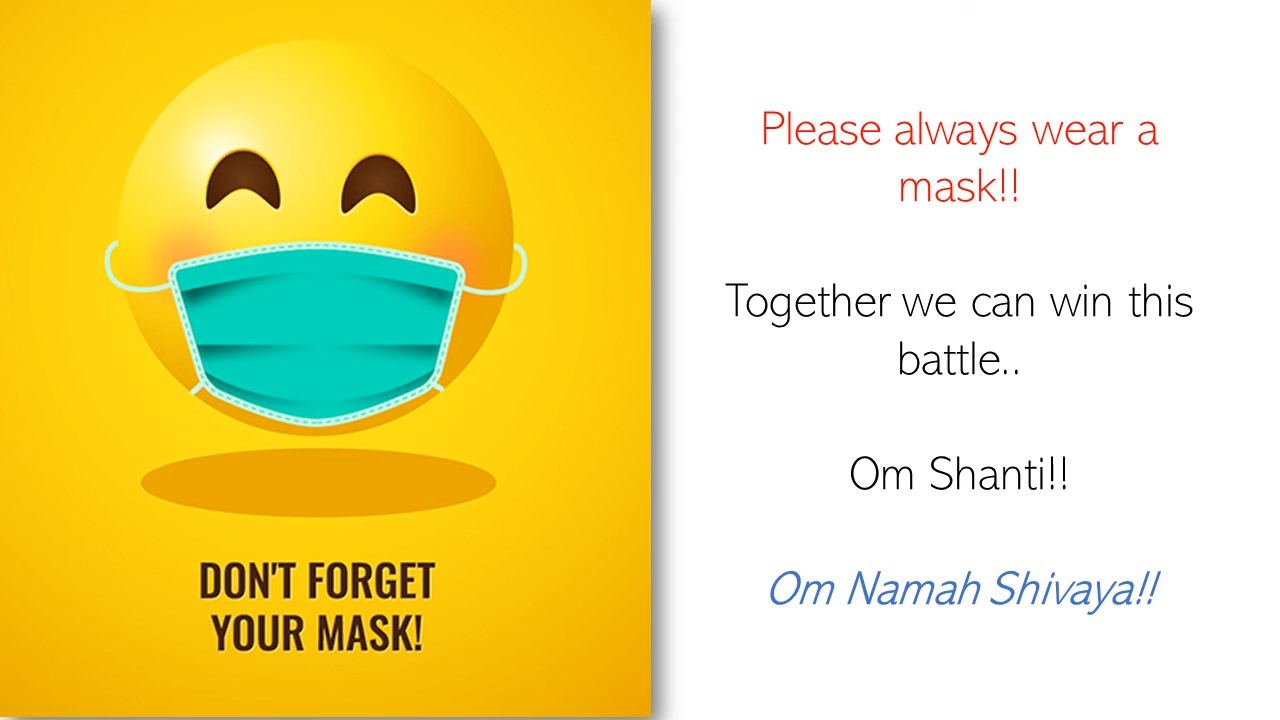 DON'T FORGET
YOUR MASK!
Please always wear a
mask!!
Together we can win this
battle..
Om Shanti!!
Om Namah Shivaya!!